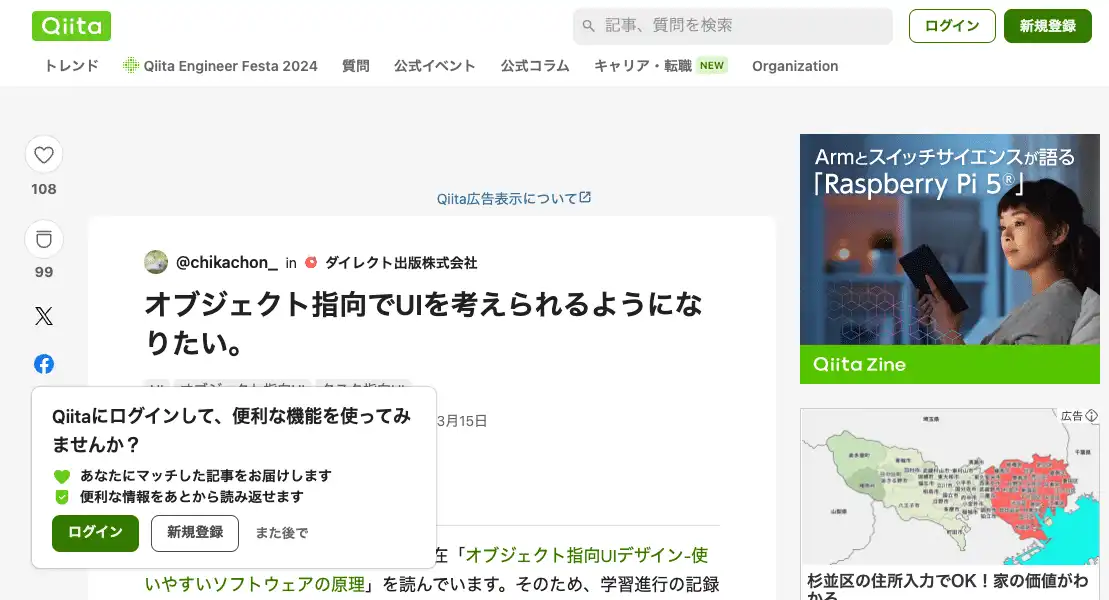 Qiita
記事、質問を検索
ログイン
新規登録
トレンド
Qiita Engineer Festa 2024
質問
公式イベント
公式コラム
キャリア・転職 NEW
Organization
108
99
Qiita広告表示について
@chikachon_ in ダイレクト出版株式会社
オブジェクト指向でUIを考えられるようにな
りたい。
3月15日
Qiitaにログインして、便利な機能を使ってみ
ませんか？
あなたにマッチした記事をお届けします
便利な情報をあとから読み返せます
ログイン
新規登録
また後で
在「オブジェクト指向UIデザイン-使
いやすいソフトウェアの原理」を読んでいます。そのため、学習進行の記録
Armとスイッチサイエンスが語る
「Raspberry Pi 5®」
Qiita Zine
広告
埼玉県
千葉県
山梨県
杉並区の住所入力でOK！家の価値がわ
かる